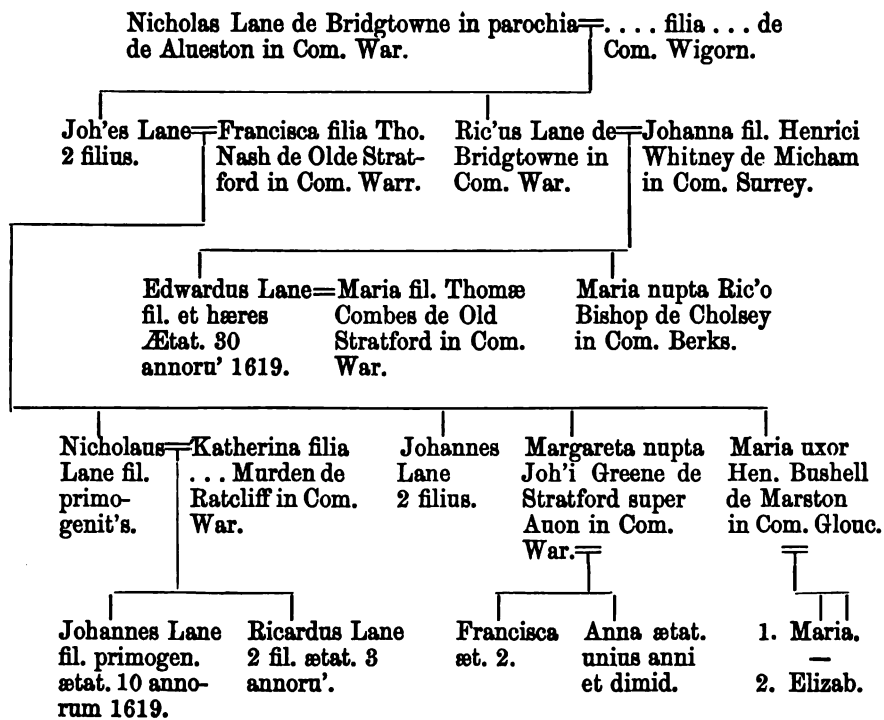 Nicholas Lane de Bridgtowne in parochia=. . . . filia . . . de
de Alueston in Com. War.
Com. Wigorn.
Joh'es Lane=Francisca filia Tho.
2 filius.
Nash de Olde Strat-
ford in Com. Warr.
Ric'us Lane de=Johanna fil. Henrici
Bridgtowne in
Com. War.
Whitney de Micham
in Com. Surrey.
Edwardus Lane=Maria fil. Thomæ
fil. et hæres
Ætat. 30
annoru' 1619.
Combes de Old
Stratford in Com.
War.
Maria nupta Ric'o
Bishop de Cholsey
in Com. Berks.
Nicholaus=Katherina filia
Lane fil.
primo-
genit's.
. . . Murden de
Ratcliff in Com.
War.
Johannes
Lane
2 filius.
Margareta nupta
Joh'i Greene de
Stratford super
Auon in Com.
War.=
Maria uxor
Hen. Bushell
de Marston
in Com. Glouc.
=
Johannes Lane
fil. primogen.
ætat. 10 anno-
rum 1619.
Ricardus Lane
2 fil. ætat. 3
annoru'.
Francisca
æt. 2.
Anna ætat.
unius anni
et dimid.
1. Maria.
—
2. Elizab.